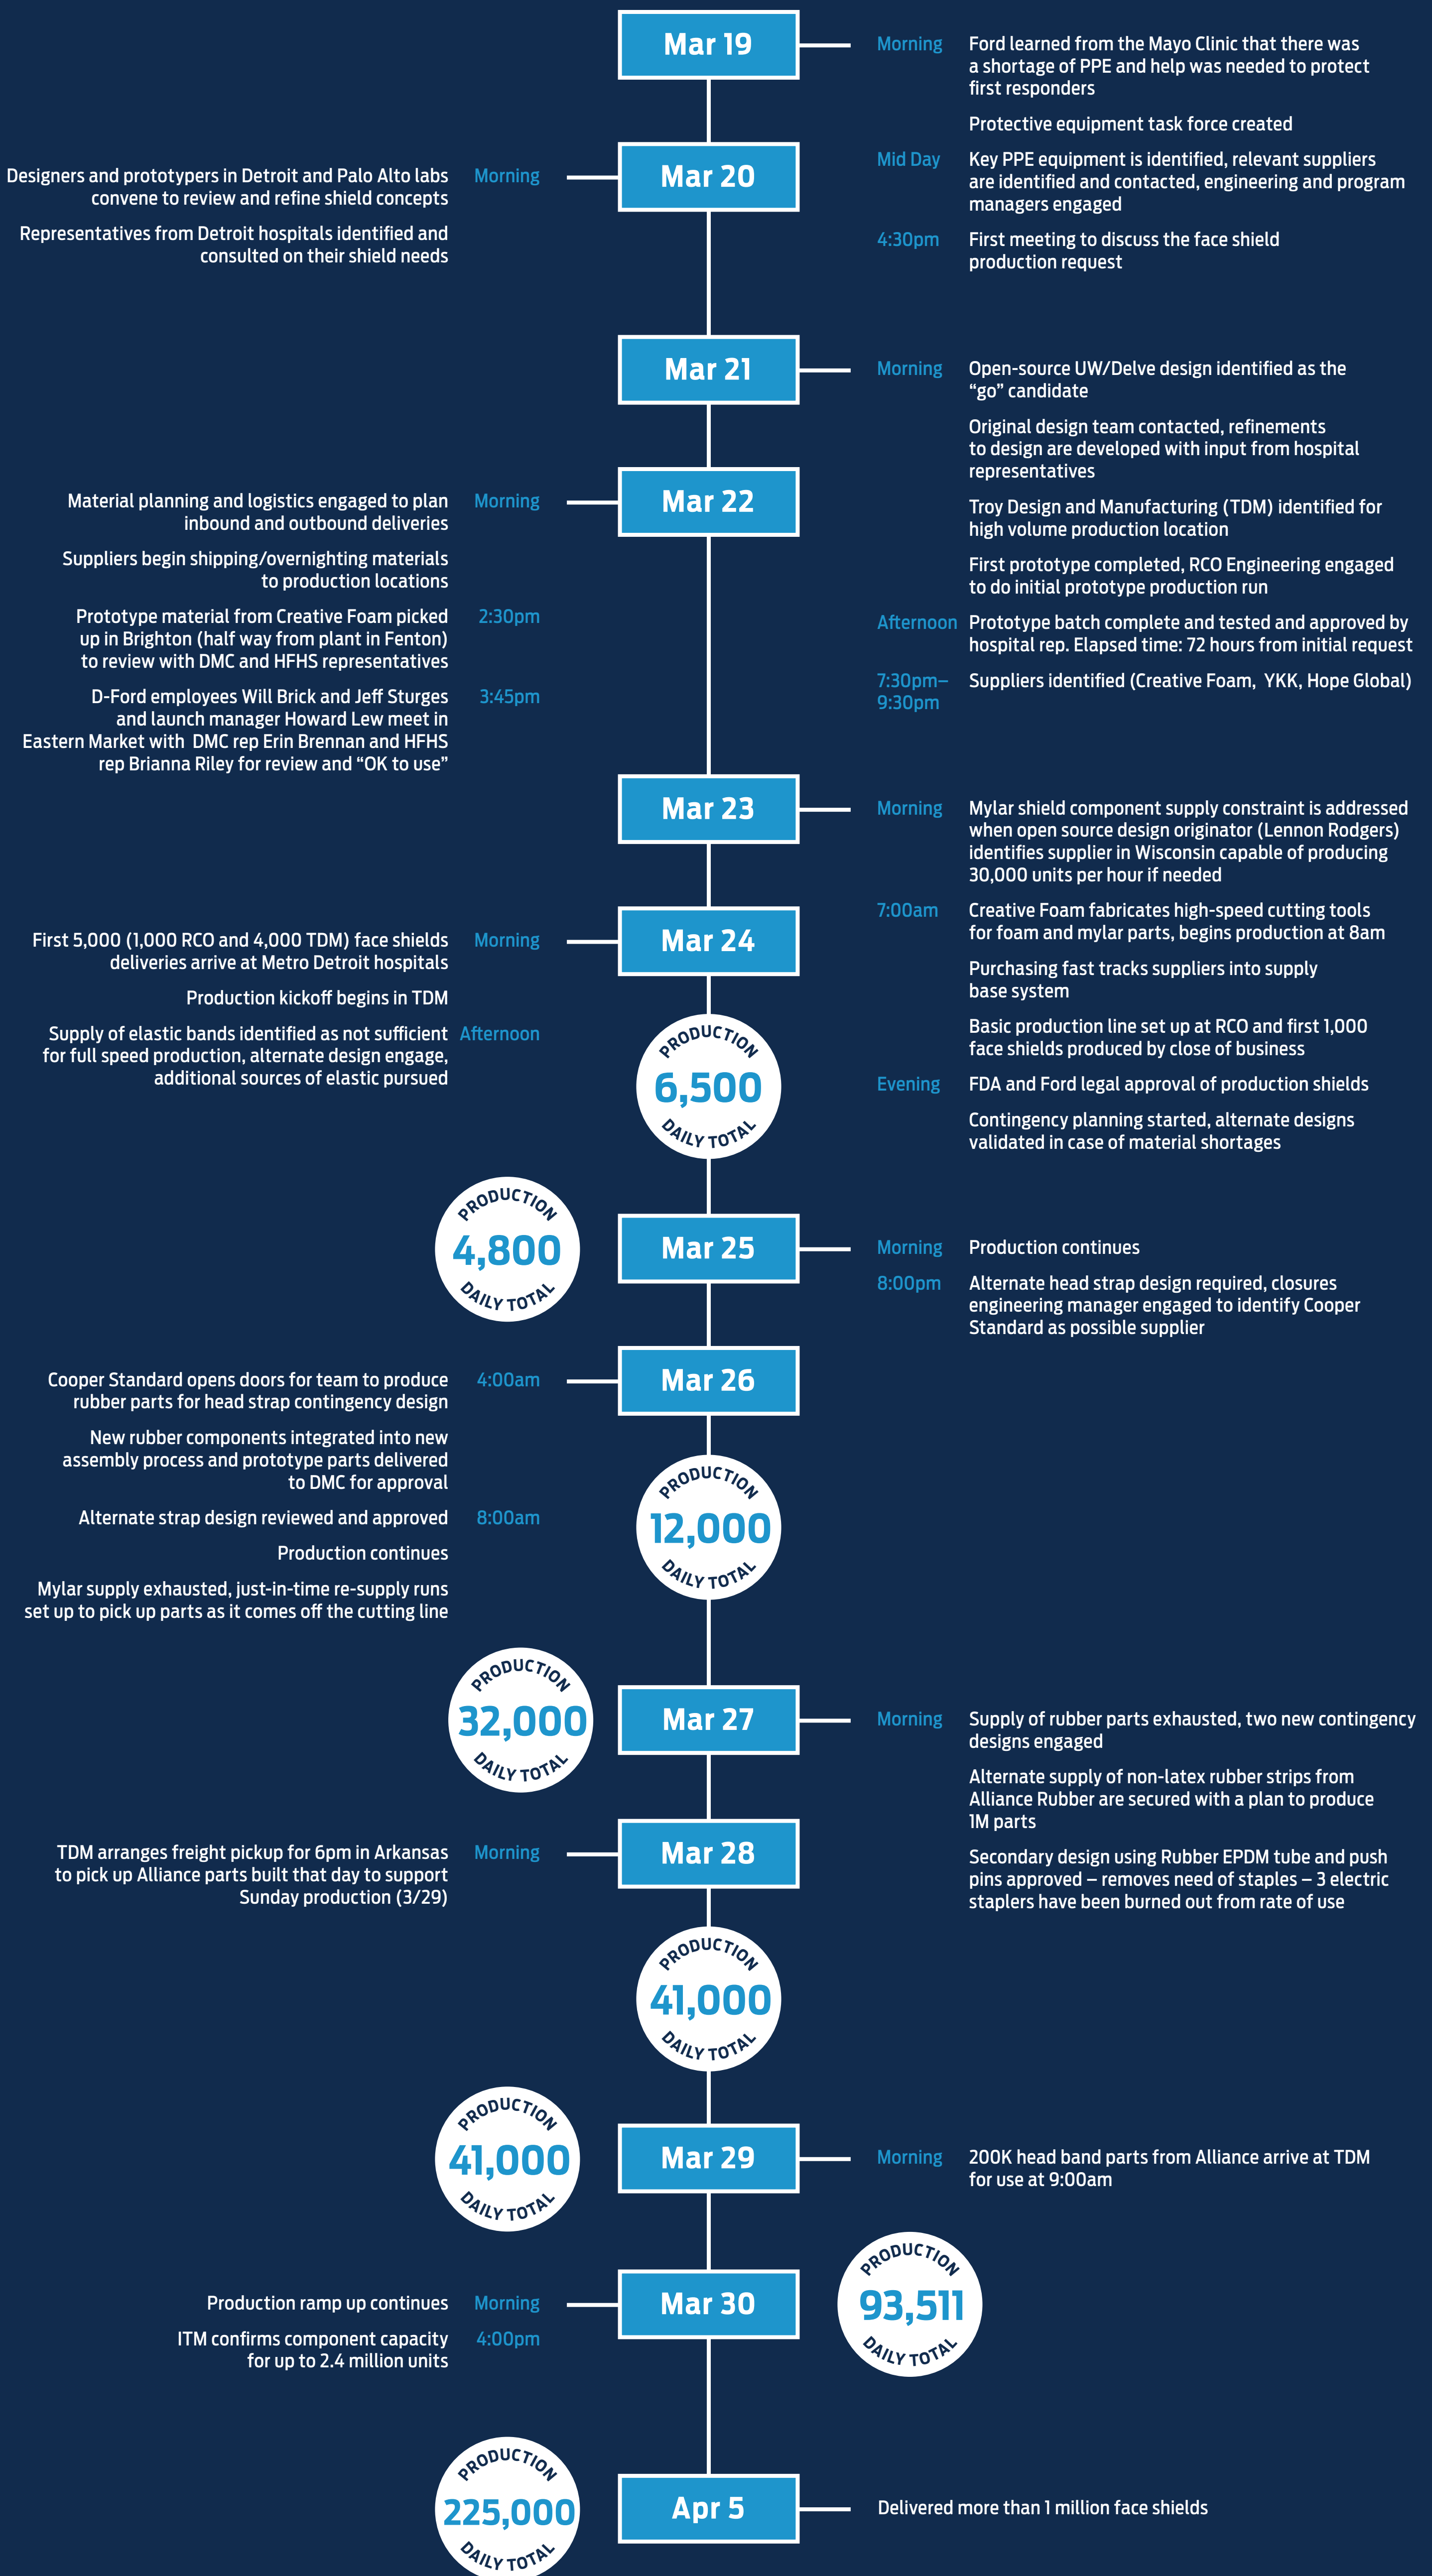 Mar 19
Morning
Ford learned from the Mayo Clinic that there was
a shortage of PPE and help was needed to protect
first responders
Protective equipment task force created
Mid Day
Key PPE equipment is identified, relevant suppliers
are identified and contacted, engineering and program
managers engaged
4:30pm
First meeting to discuss the face shield
production request
Mar 20
Morning
Designers and prototypers in Detroit and Palo Alto labs
convene to review and refine shield concepts
Representatives from Detroit hospitals identified and
consulted on their shield needs
Mar 21
Morning
Open-source UW/Delve design identified as the
“go” candidate
Original design team contacted, refinements
to design are developed with input from hospital
representatives
Troy Design and Manufacturing (TDM) identified for
high volume production location
First prototype completed, RCO Engineering engaged
to do initial prototype production run
Afternoon
Prototype batch complete and tested and approved by
hospital rep. Elapsed time: 72 hours from initial request
7:30pm–
9:30pm
Suppliers identified (Creative Foam, YKK, Hope Global)
Mar 22
Morning
Material planning and logistics engaged to plan
inbound and outbound deliveries
Suppliers begin shipping/overnighting materials
to production locations
2:30pm
Prototype material from Creative Foam picked
up in Brighton (half way from plant in Fenton)
to review with DMC and HFHS representatives
3:45pm
D-Ford employees Will Brick and Jeff Sturges
and launch manager Howard Lew meet in
Eastern Market with DMC rep Erin Brennan and HFHS
rep Brianna Riley for review and “OK to use”
Mar 23
Morning
Mylar shield component supply constraint is addressed
when open source design originator (Lennon Rodgers)
identifies supplier in Wisconsin capable of producing
30,000 units per hour if needed
7:00am
Creative Foam fabricates high-speed cutting tools
for foam and mylar parts, begins production at 8am
Purchasing fast tracks suppliers into supply
base system
Basic production line set up at RCO and first 1,000
face shields produced by close of business
Evening
FDA and Ford legal approval of production shields
Contingency planning started, alternate designs
validated in case of material shortages
Mar 24
Morning
First 5,000 (1,000 RCO and 4,000 TDM) face shields
deliveries arrive at Metro Detroit hospitals
Production kickoff begins in TDM
Afternoon
Supply of elastic bands identified as not sufficient
for full speed production, alternate design engage,
additional sources of elastic pursued
PRODUCTION
6,500
DAILY TOTAL
Mar 25
PRODUCTION
4,800
DAILY TOTAL
Morning
Production continues
8:00pm
Alternate head strap design required, closures
engineering manager engaged to identify Cooper
Standard as possible supplier
Mar 26
4:00am
Cooper Standard opens doors for team to produce
rubber parts for head strap contingency design
New rubber components integrated into new
assembly process and prototype parts delivered
to DMC for approval
8:00am
Alternate strap design reviewed and approved
Production continues
Mylar supply exhausted, just-in-time re-supply runs
set up to pick up parts as it comes off the cutting line
PRODUCTION
12,000
DAILY TOTAL
Mar 27
PRODUCTION
32,000
DAILY TOTAL
Morning
Supply of rubber parts exhausted, two new contingency
designs engaged
Alternate supply of non-latex rubber strips from
Alliance Rubber are secured with a plan to produce
1M parts
Secondary design using Rubber EPDM tube and push
pins approved – removes need of staples – 3 electric
staplers have been burned out from rate of use
Mar 28
Morning
TDM arranges freight pickup for 6pm in Arkansas
to pick up Alliance parts built that day to support
Sunday production (3/29)
PRODUCTION
41,000
DAILY TOTAL
Mar 29
PRODUCTION
41,000
DAILY TOTAL
Morning
200K head band parts from Alliance arrive at TDM
for use at 9:00am
Mar 30
Morning
Production ramp up continues
4:00pm
ITM confirms component capacity
for up to 2.4 million units
PRODUCTION
93,511
DAILY TOTAL
Apr 5
PRODUCTION
225,000
DAILY TOTAL
Delivered more than 1 million face shields